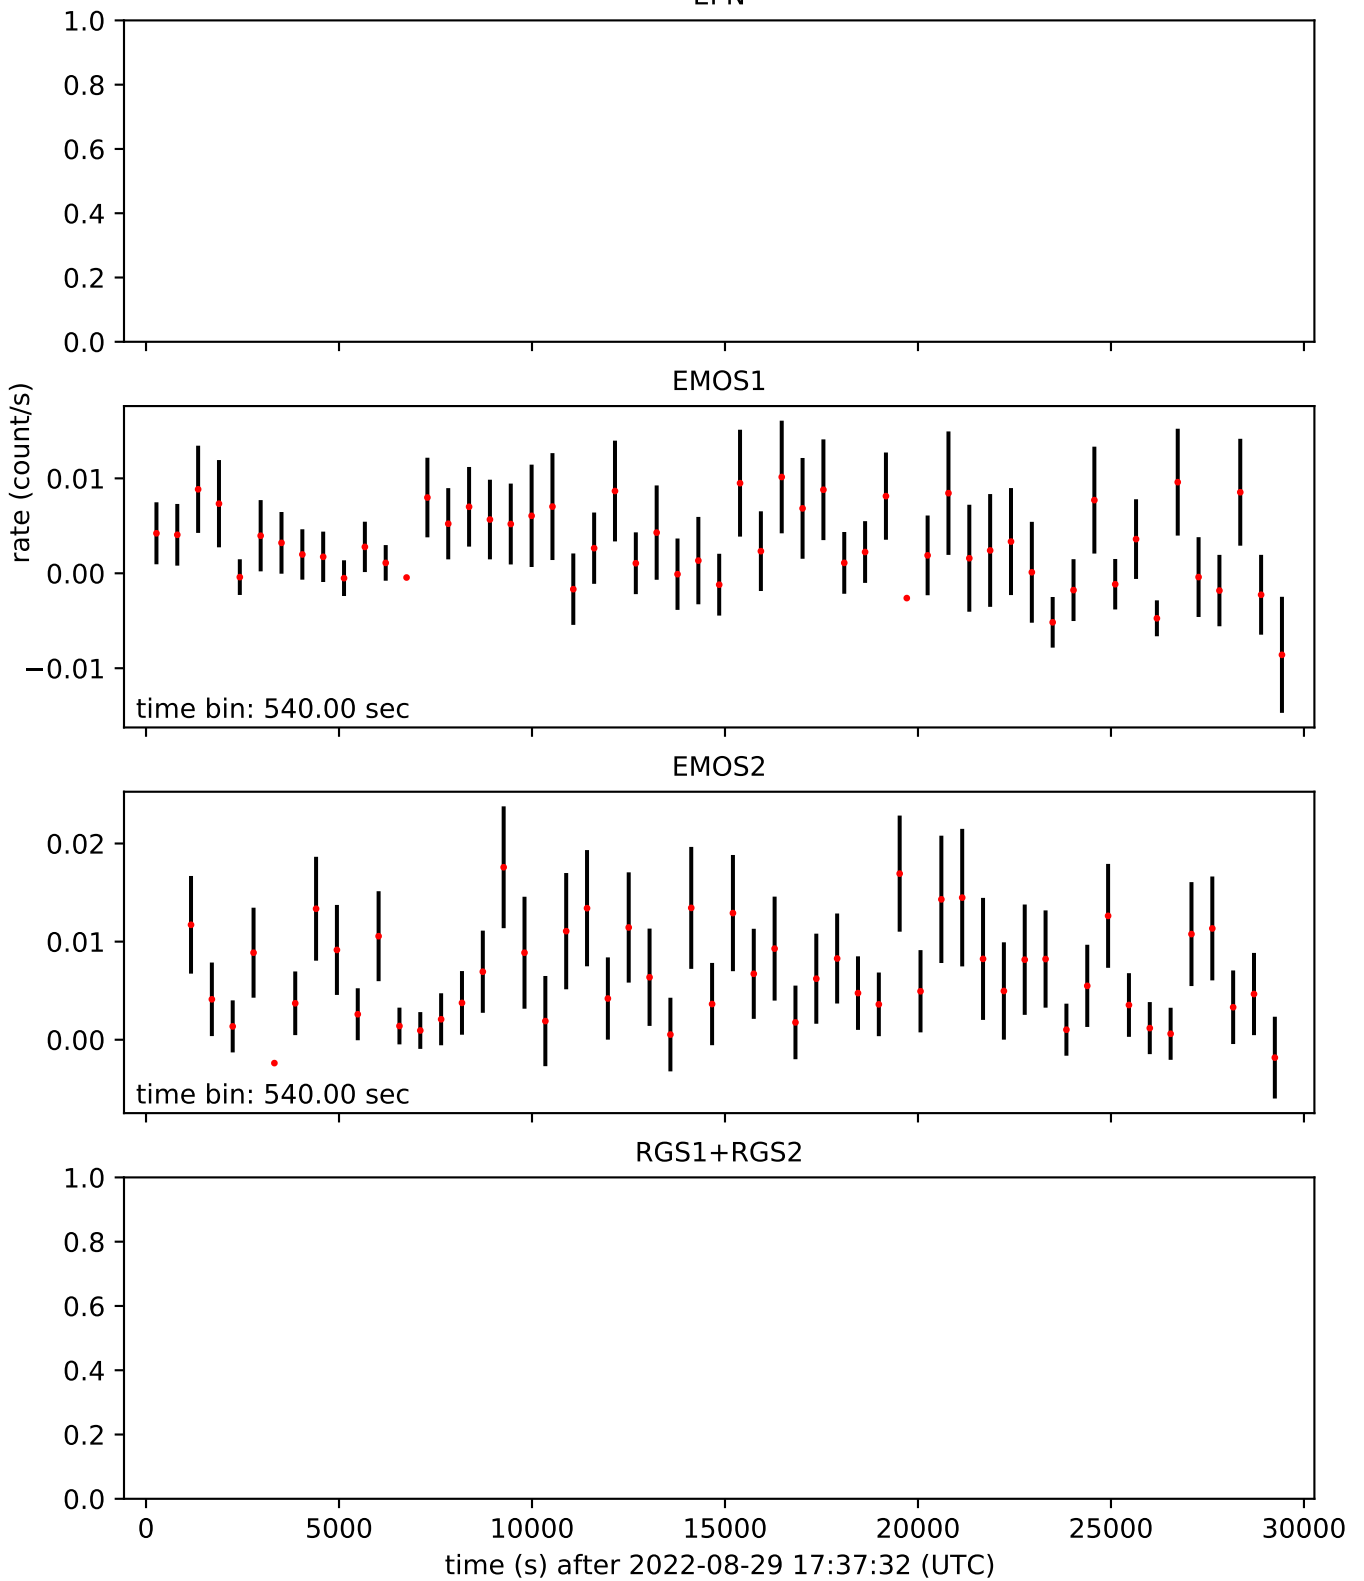 1.0
0.8
0.6
0.4
0.2
0.0
EMOS1
rate (count/s)
0.01
0.00
−0.01
time bin: 540.00 sec
EMOS2
0.02
0.01
0.00
time bin: 540.00 sec
RGS1+RGS2
1.0
0.8
0.6
0.4
0.2
0.0
0 5000 10000 15000 20000 25000 30000
time (s) after 2022-08-29 17:37:32 (UTC)